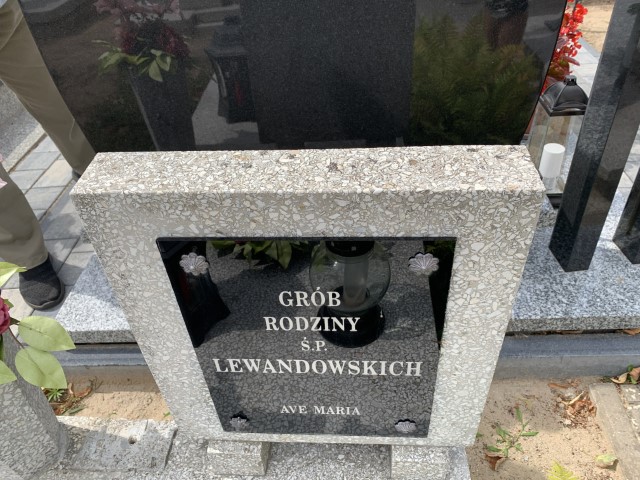 GRÓB
RODZINY
Ś.P.
LEWANDOWSKICH
AVE MARIA